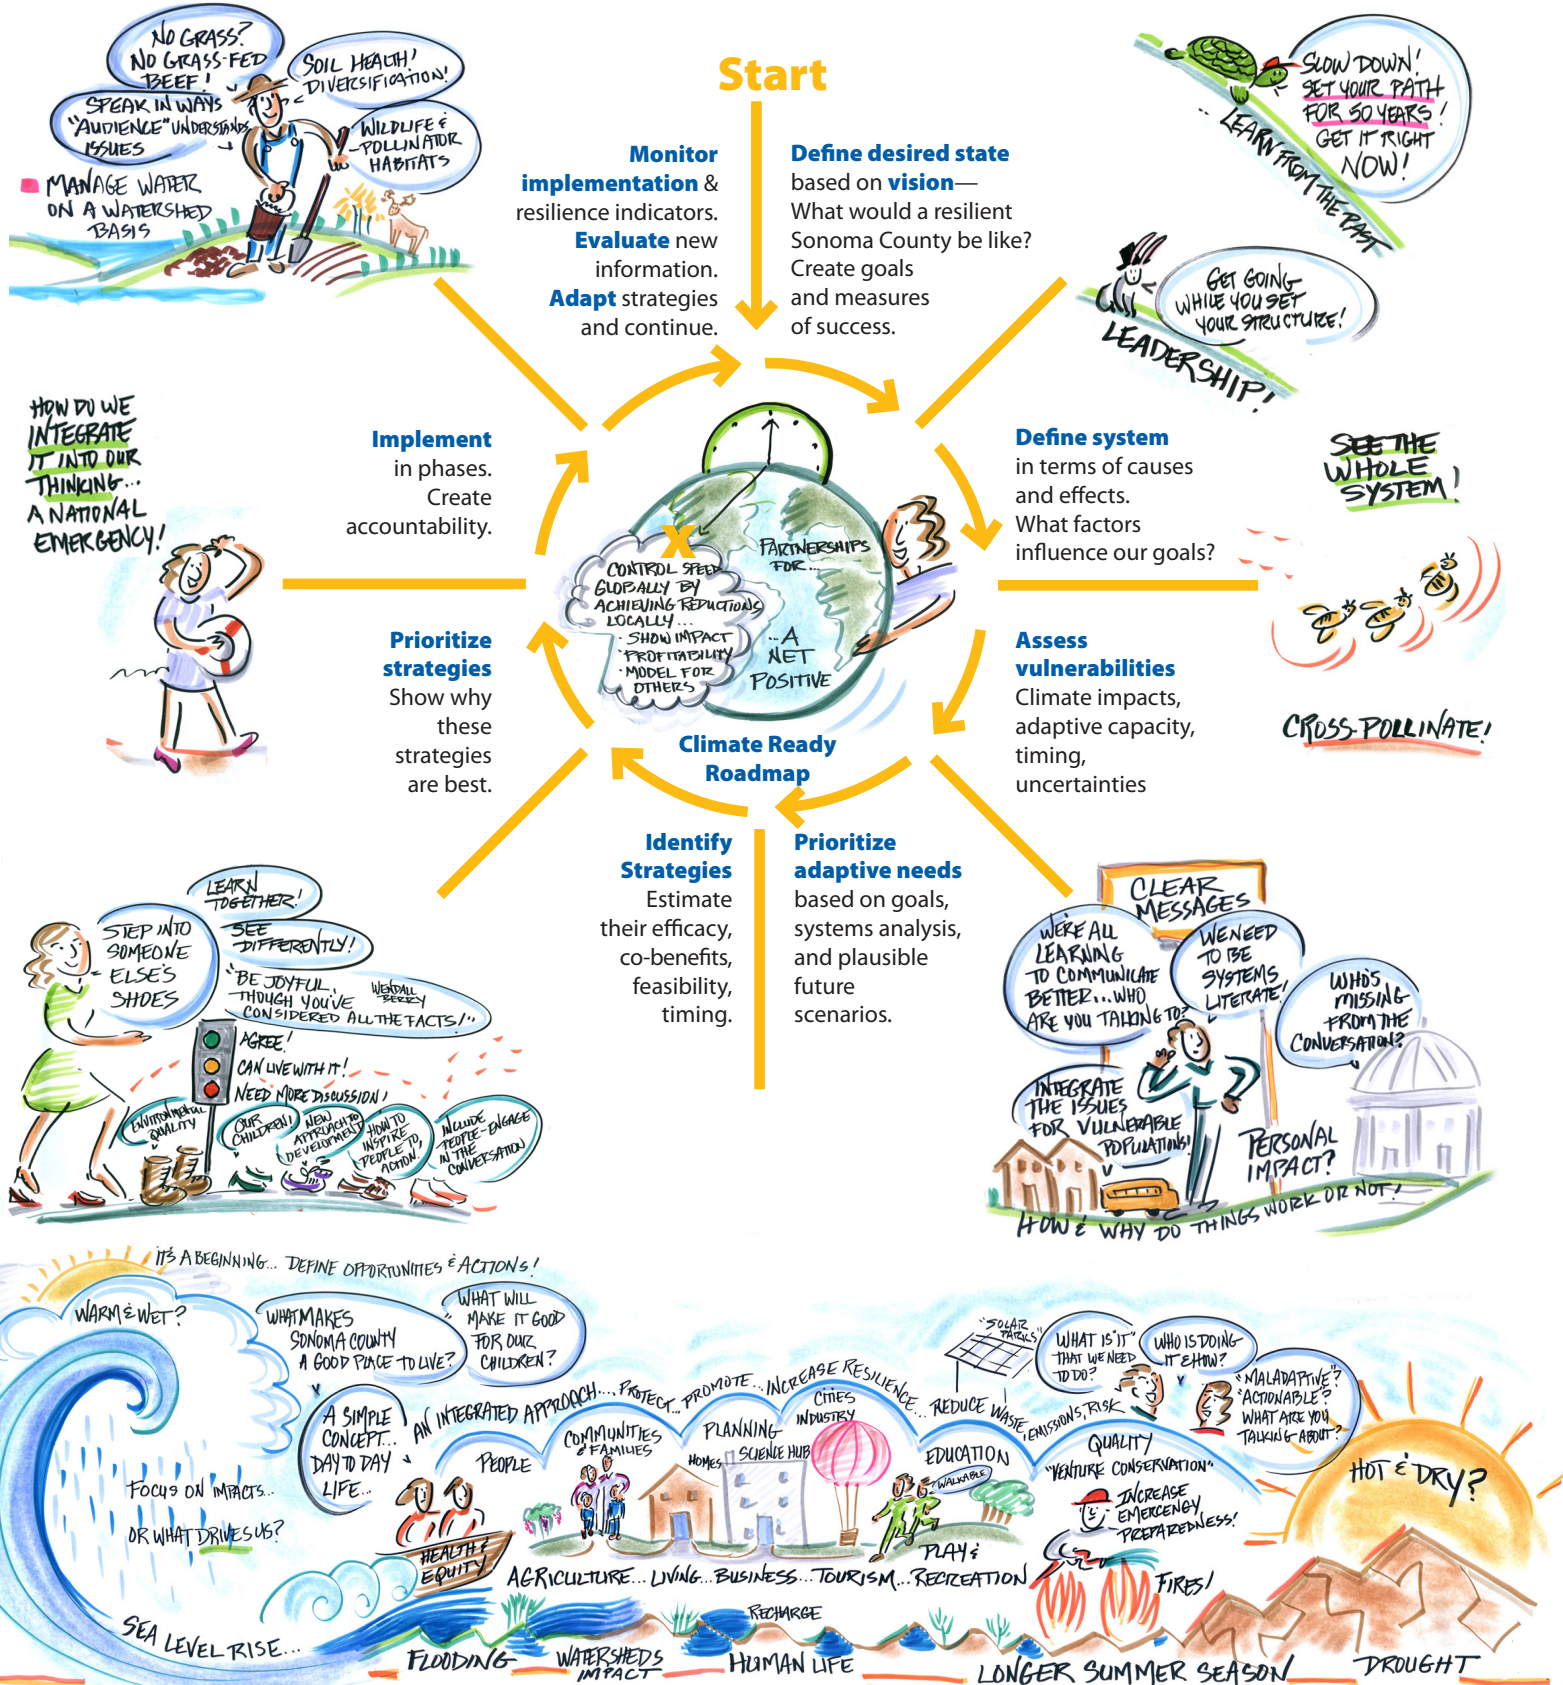 NO GRASS?
NO GRASS-FED
BEEF!
SOIL HEALTH!
DIVERSIFICATION!
SPEAK IN WAYS
"AUDIENCE" UNDERSTANDS
ISSUES
WILDLIFE &
POLLINATOR
HABITATS
MANAGE WATER
ON A WATERSHED
BASIS
Start
Monitor
implementation &
resilience indicators.
Evaluate new
information.
Adapt strategies
and continue.
Define desired state
based on vision—
What would a resilient
Sonoma County be like?
Create goals
and measures
of success.
SLOW DOWN!
SET YOUR PATH
FOR 50 YEARS!
GET IT RIGHT
NOW!
...LEARN FROM THE PAST
GET GOING
WHILE YOU SET
YOUR STRUCTURE!
LEADERSHIP!
HOW DO WE
INTEGRATE
IT INTO OUR
THINKING...
A NATIONAL
EMERGENCY!
Implement
in phases.
Create
accountability.
Define system
in terms of causes
and effects.
What factors
influence our goals?
SEE THE
WHOLE
SYSTEM!
CROSS-POLLINATE!
X
CONTROL SPEED
GLOBALLY BY
ACHIEVING REDUCTIONS
LOCALLY...
· SHOW IMPACT
· PROFITABILITY
· MODEL FOR
OTHERS
PARTNERSHIPS
FOR...
...A
NET
POSITIVE
Climate Ready
Roadmap
Prioritize
strategies
Show why
these
strategies
are best.
Assess
vulnerabilities
Climate impacts,
adaptive capacity,
timing,
uncertainties
Identify
Strategies
Estimate
their efficacy,
co-benefits,
feasibility,
timing.
Prioritize
adaptive needs
based on goals,
systems analysis,
and plausible
future
scenarios.
LEARN
TOGETHER!
STEP INTO
SOMEONE
ELSE'S
SHOES
SEE
DIFFERENTLY!
"BE JOYFUL,
THOUGH YOU'VE
CONSIDERED ALL THE FACTS!"
WENDALL
BERRY
AGREE!
CAN LIVE WITH IT!
NEED MORE DISCUSSION!
ENVIRONMENTAL
QUALITY
OUR
CHILDREN!
NEW
APPROACH TO
DEVELOPMENT
HOW TO
INSPIRE
PEOPLE TO
ACTION.
INCLUDE
PEOPLE-ENGAGE
IN THE
CONVERSATION
CLEAR
MESSAGES
WE'RE ALL
LEARNING
TO COMMUNICATE
BETTER...WHO
ARE YOU TALKING TO?
WE NEED
TO BE
SYSTEMS
LITERATE!
WHO'S
MISSING
FROM THE
CONVERSATION?
INTEGRATE
THE ISSUES
FOR VULNERABLE
POPULATIONS!
PERSONAL
IMPACT?
HOW & WHY DO THINGS WORK OR NOT!
IT'S A BEGINNING... DEFINE OPPORTUNITIES & ACTIONS!
WARM & WET?
WHAT MAKES
SONOMA COUNTY
A GOOD PLACE TO LIVE?
WHAT WILL
MAKE IT GOOD
FOR OUR
CHILDREN?
A SIMPLE
CONCEPT...
DAY TO DAY
LIFE...
AN INTEGRATED APPROACH..., PROTECT... PROMOTE... INCREASE RESILIENCE... REDUCE WASTE, EMISSIONS, RISK
"SOLAR
PARKS"
WHAT IS "IT"
THAT WE NEED
TO DO?
WHO IS DOING
IT & HOW?
"MALADAPTIVE"?
"ACTIONABLE"?
WHAT ARE YOU
TALKING ABOUT?
PEOPLE
COMMUNITIES
& FAMILIES
PLANNING
HOMES
SCIENCE HUB
CITIES
INDUSTRY
EDUCATION
WALKABLE
QUALITY
"VENTURE CONSERVATION"
INCREASE
EMERGENCY
PREPAREDNESS!
HOT & DRY?
FOCUS ON IMPACTS...
OR WHAT DRIVES US?
HEALTH &
EQUITY
PLAY &
AGRICULTURE...LIVING...BUSINESS...TOURISM...RECREATION
FIRES!
SEA LEVEL RISE...
FLOODING
WATERSHEDS
IMPACT
RECHARGE
HUMAN LIFE
LONGER SUMMER SEASON
DROUGHT